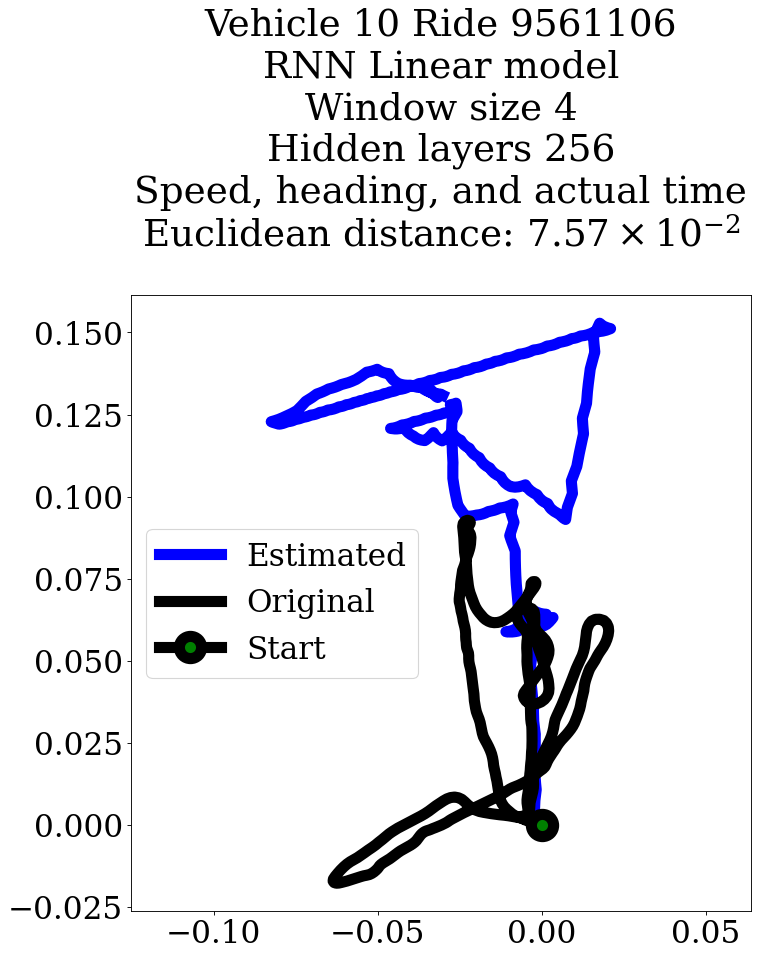 Vehicle 10 Ride 9561106
RNN Linear model
Window size 4
Hidden layers 256
Speed, heading, and actual time
Euclidean distance: 7.57 × 10⁻²
0.150
0.125
0.100
0.075
0.050
0.025
0.000
−0.025
Estimated
Original
Start
−0.10
−0.05
0.00
0.05